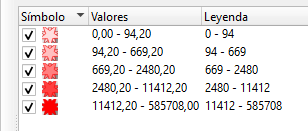 Símbolo Valores Leyenda
0,00 - 94,20 0 - 94
94,20 - 669,20 94 - 669
669,20 - 2480,20 669 - 2480
2480,20 - 11412,20 2480 - 11412
11412,20 - 585708,00 11412 - 585708